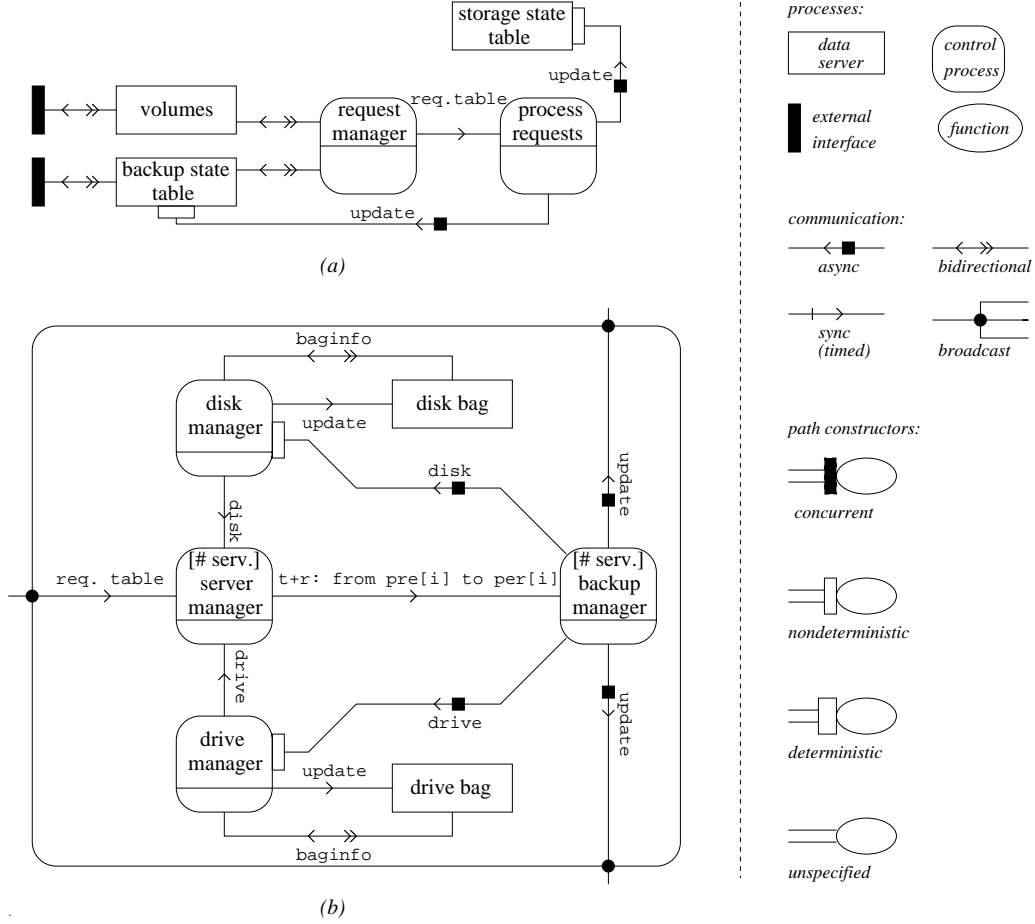 storage state
table
update
volumes
request
manager
req.table
process
requests
backup state
table
update
(a)
baginfo
disk
manager
disk bag
update
disk
update
disk
[# serv.]
server
manager
req. table
t+r: from pre[i] to per[i]
[# serv.]
backup
manager
drive
drive
update
drive
manager
update
drive bag
baginfo
(b)
processes:
data
server
control
process
external
interface
function
communication:
async
bidirectional
sync
(timed)
broadcast
path constructors:
concurrent
nondeterministic
deterministic
unspecified